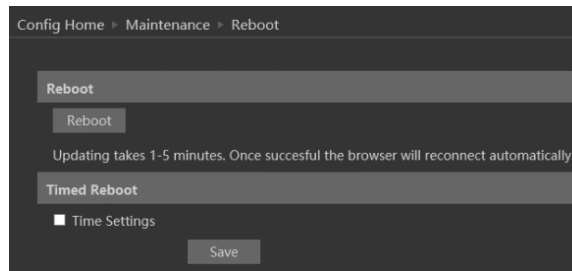 Config Home ▸ Maintenance ▸ Reboot
Reboot
Reboot
Updating takes 1-5 minutes. Once succesful the browser will reconnect automatically
Timed Reboot
Time Settings
Save